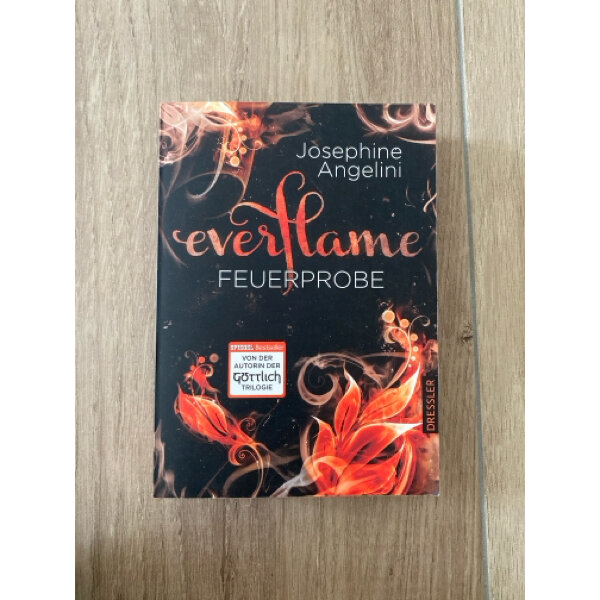 Josephine
Angelini
everflame
FEUERPROBE
SPIEGEL Bestseller
VON DER
AUTORIN DER
Göttlich
TRILOGIE
DRESSLER